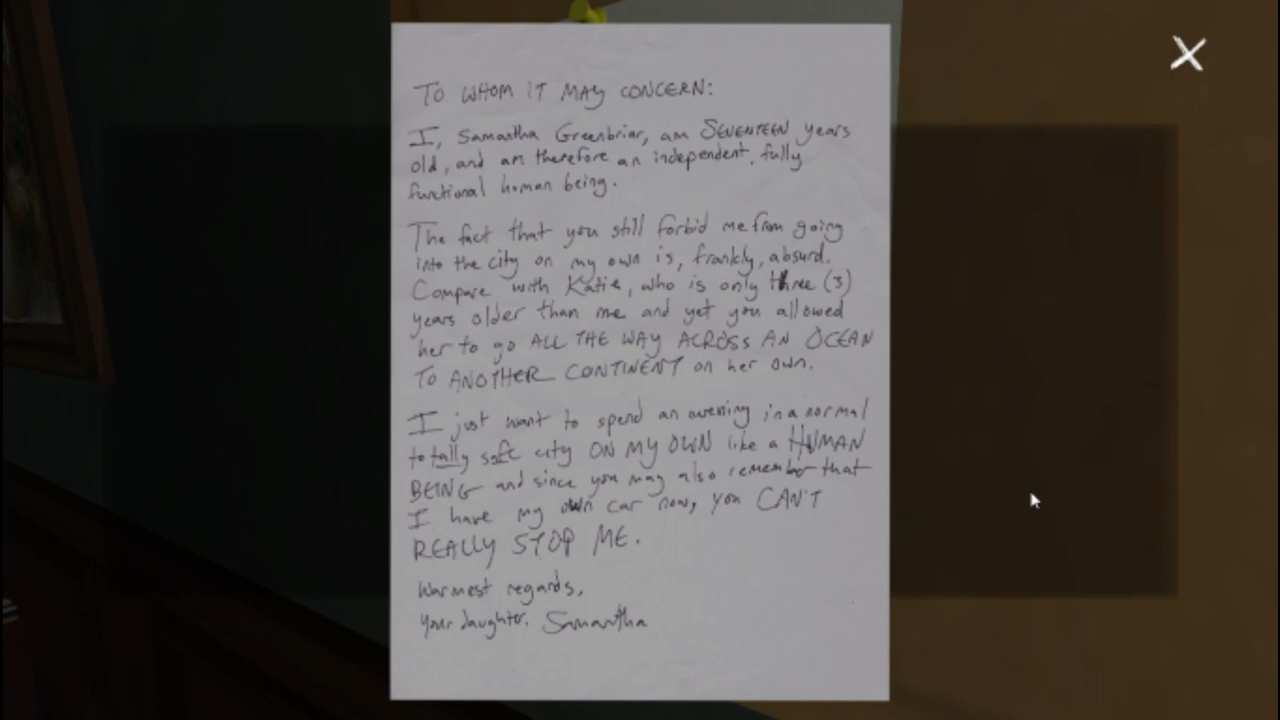 TO WHOM IT MAY CONCERN:
I, Samantha Greenbriar, am SEVENTEEN years
old, and am therefore an independent, fully
functional human being.
The fact that you still forbid me from going
into the city on my own is, frankly, absurd.
Compare with Katie, who is only three (3)
years older than me and yet you allowed
her to go ALL THE WAY ACROSS AN OCEAN
TO ANOTHER CONTINENT on her own.
I just want to spend an evening in a normal
totally safe city ON MY OWN like a HUMAN
BEING and since you may also remember that
I have my own car now, you CAN'T
REALLY STOP ME.
Warmest regards,
Your daughter, Samantha